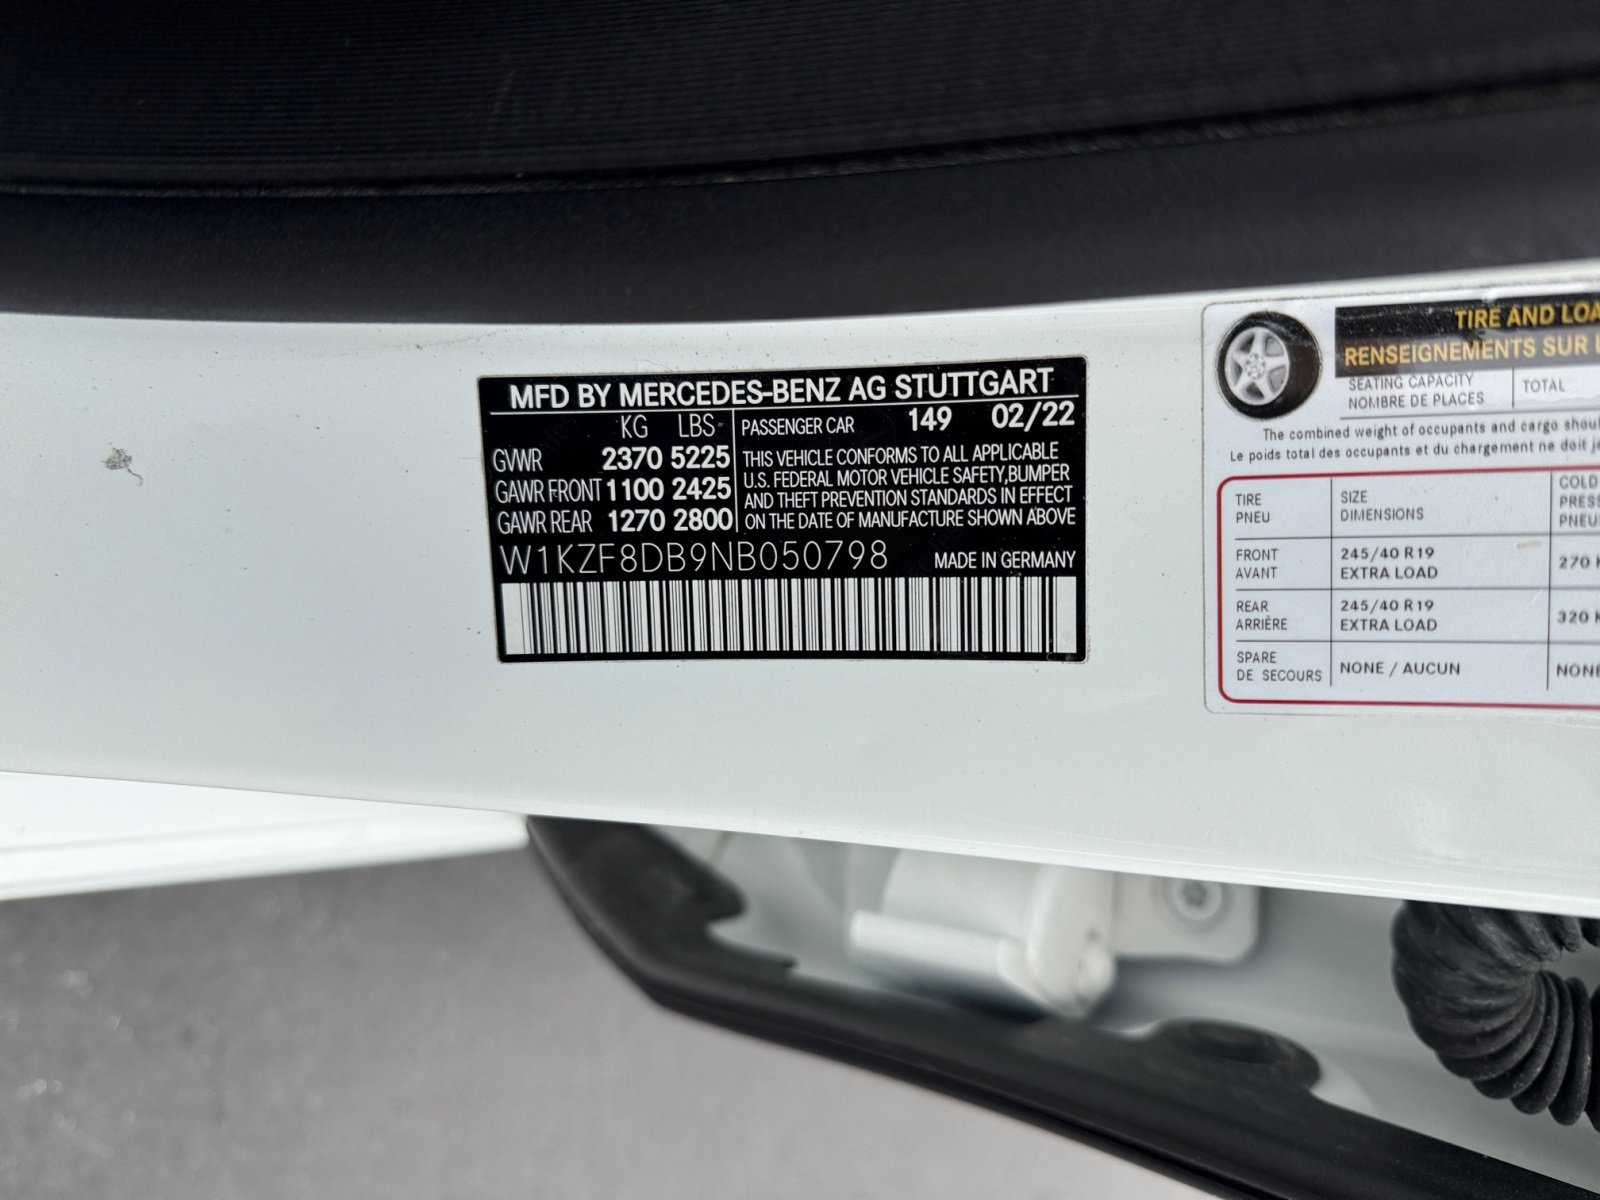 MFD BY MERCEDES-BENZ AG STUTTGART
KG LBS
GVWR 2370 5225
GAWR FRONT 1100 2425
GAWR REAR 1270 2800
PASSENGER CAR 149 02/22
THIS VEHICLE CONFORMS TO ALL APPLICABLE
U.S. FEDERAL MOTOR VEHICLE SAFETY, BUMPER
AND THEFT PREVENTION STANDARDS IN EFFECT
ON THE DATE OF MANUFACTURE SHOWN ABOVE
W1KZF8DB9NB050798 MADE IN GERMANY
TIRE AND LOA
RENSEIGNEMENTS SUR L
SEATING CAPACITY
NOMBRE DE PLACES
TOTAL
The combined weight of occupants and cargo shoul
Le poids total des occupants et du chargement ne doit j
TIRE
PNEU
SIZE
DIMENSIONS
COLD
PRESS
PNEU
FRONT
AVANT
245/40 R19
EXTRA LOAD
270 K
REAR
ARRIÈRE
245/40 R19
EXTRA LOAD
320 K
SPARE
DE SECOURS
NONE / AUCUN
NONE